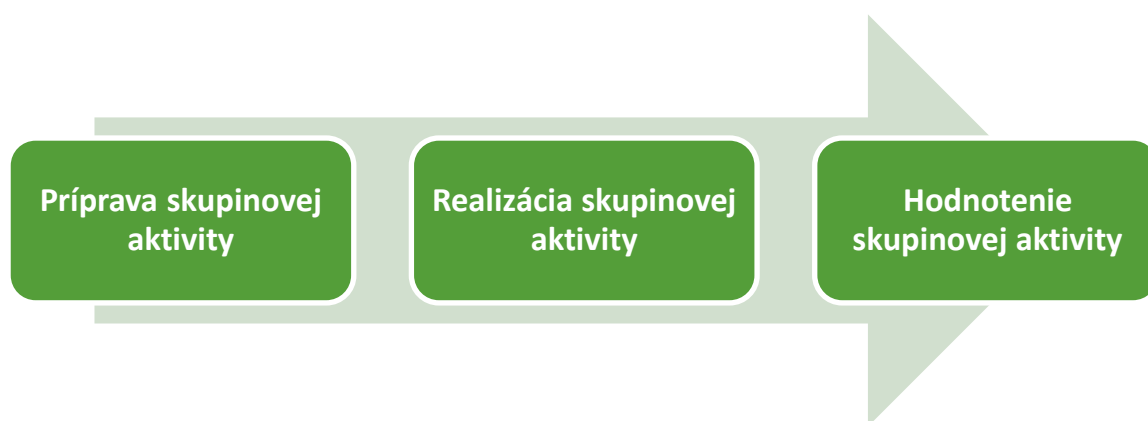 Príprava skupinovej
aktivity
Realizácia skupinovej
aktivity
Hodnotenie
skupinovej aktivity